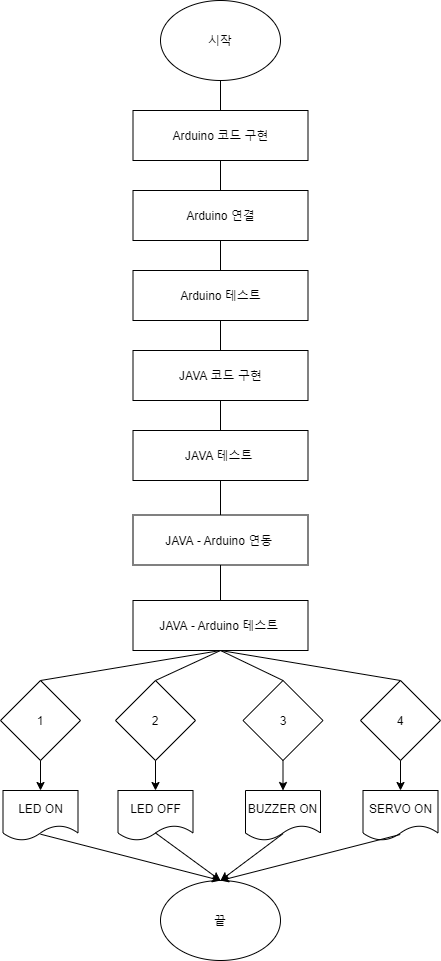 시작
Arduino 코드 구현
Arduino 연결
Arduino 테스트
JAVA 코드 구현
JAVA 테스트
JAVA - Arduino 연동
JAVA - Arduino 테스트
1
2
3
4
LED ON
LED OFF
BUZZER ON
SERVO ON
끝